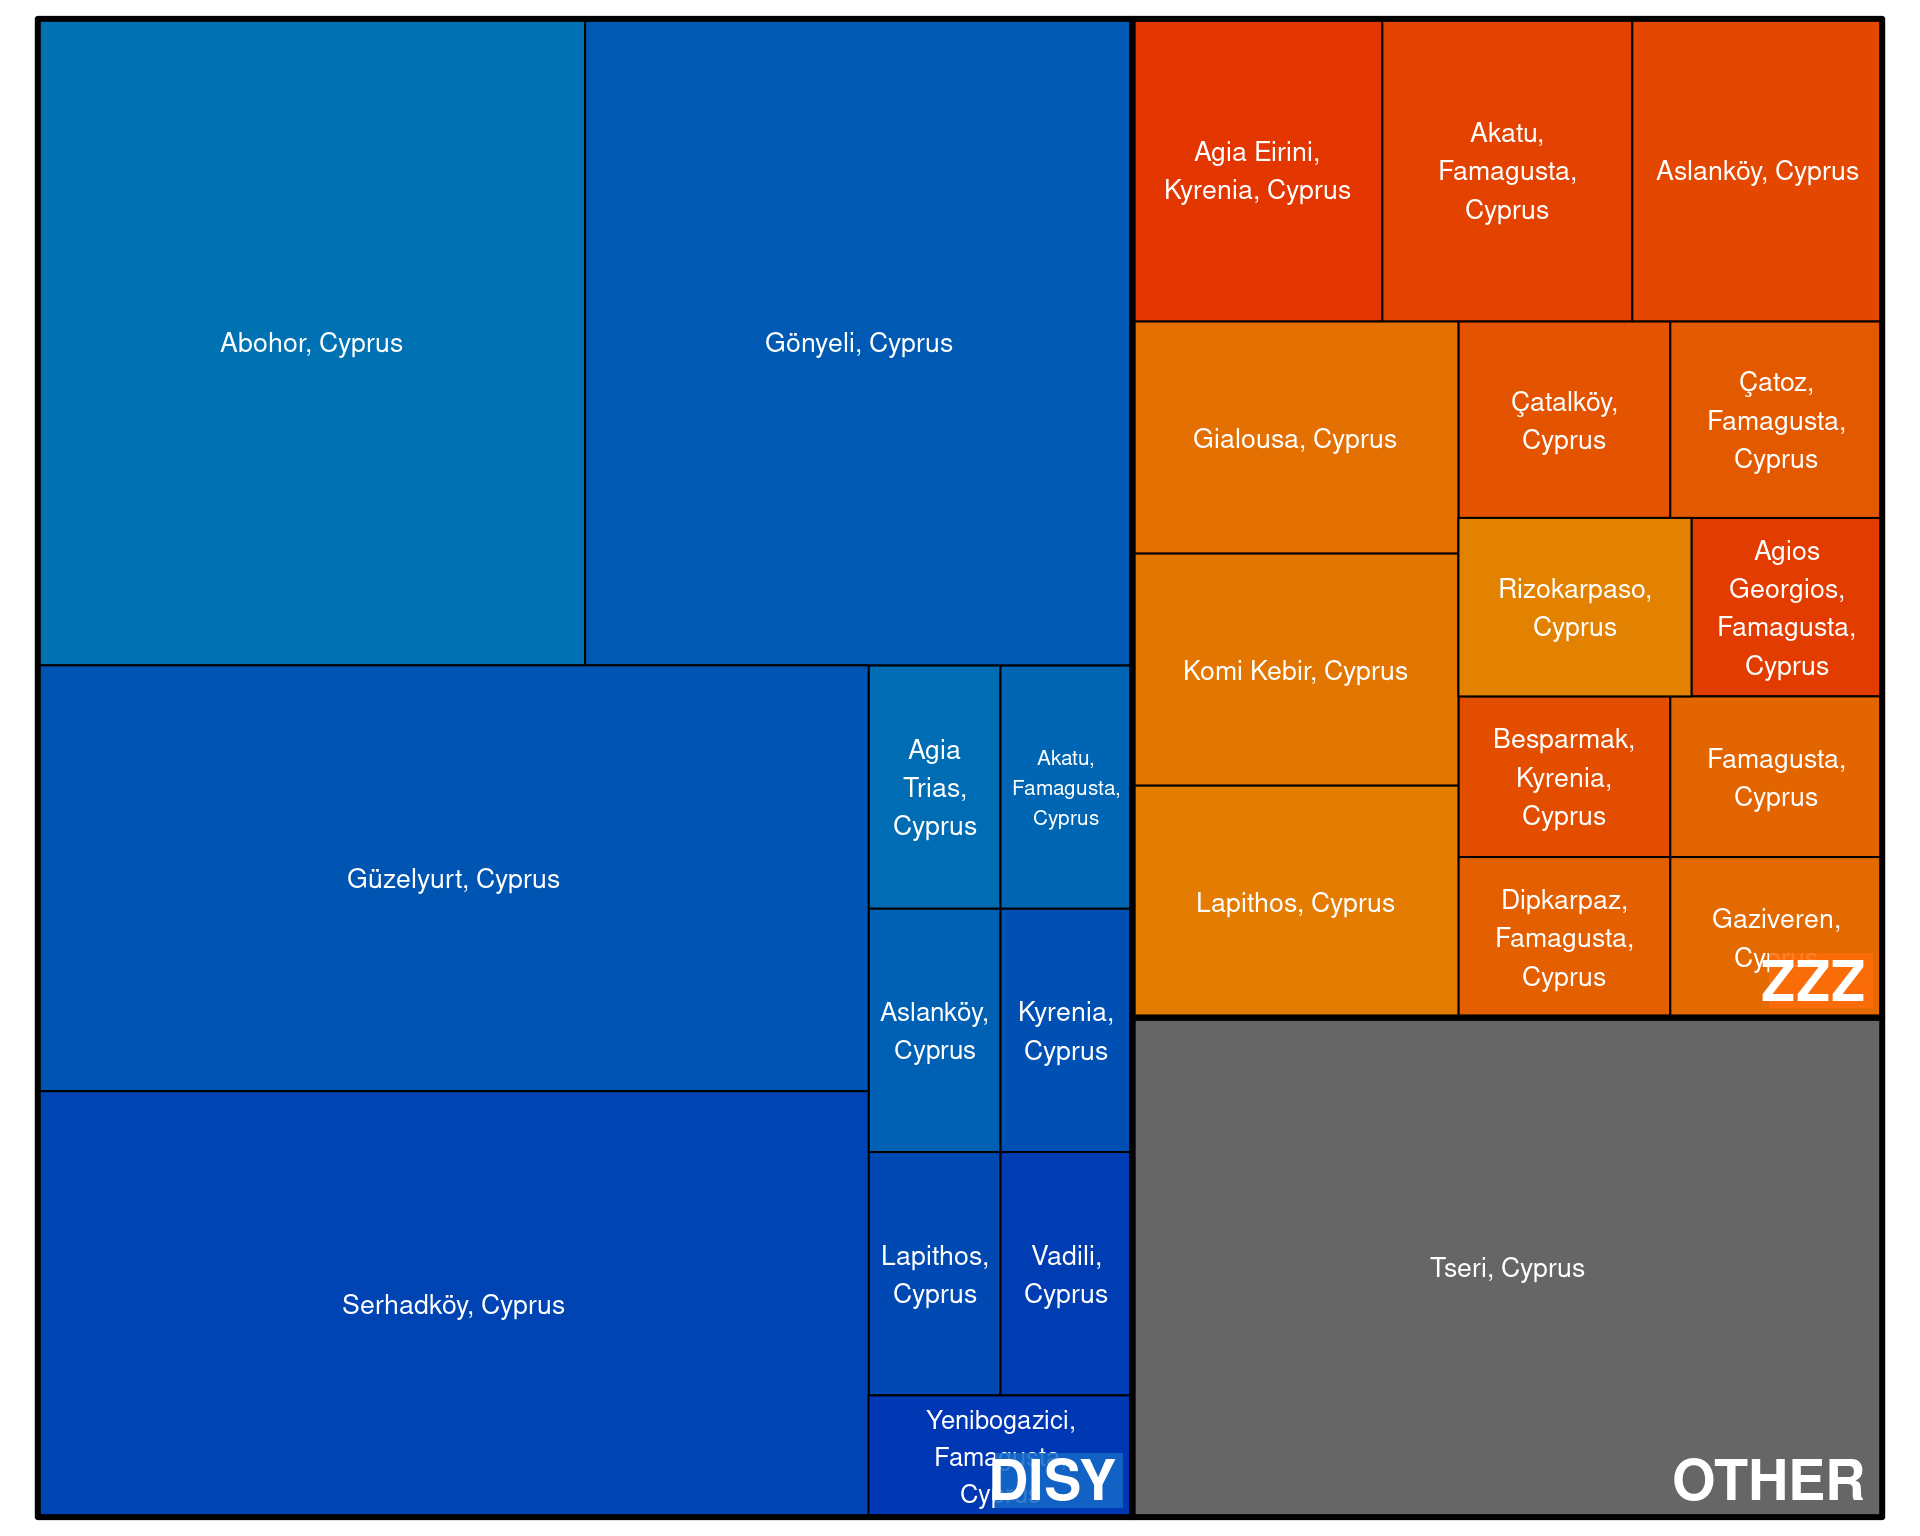 Abohor, Cyprus
Gönyeli, Cyprus
Güzelyurt, Cyprus
Serhadköy, Cyprus
Agia
Trias,
Cyprus
Akatu,
Famagusta,
Cyprus
Aslanköy,
Cyprus
Kyrenia,
Cyprus
Lapithos,
Cyprus
Vadili,
Cyprus
Yenibogazici,
Famagusta,
Cyprus
DISY
Agia Eirini,
Kyrenia, Cyprus
Akatu,
Famagusta,
Cyprus
Aslanköy, Cyprus
Gialousa, Cyprus
Komi Kebir, Cyprus
Lapithos, Cyprus
Çatalköy,
Cyprus
Çatoz,
Famagusta,
Cyprus
Rizokarpaso,
Cyprus
Agios
Georgios,
Famagusta,
Cyprus
Besparmak,
Kyrenia,
Cyprus
Famagusta,
Cyprus
Dipkarpaz,
Famagusta,
Cyprus
Gaziveren,
Cyprus
ZZZ
Tseri, Cyprus
OTHER